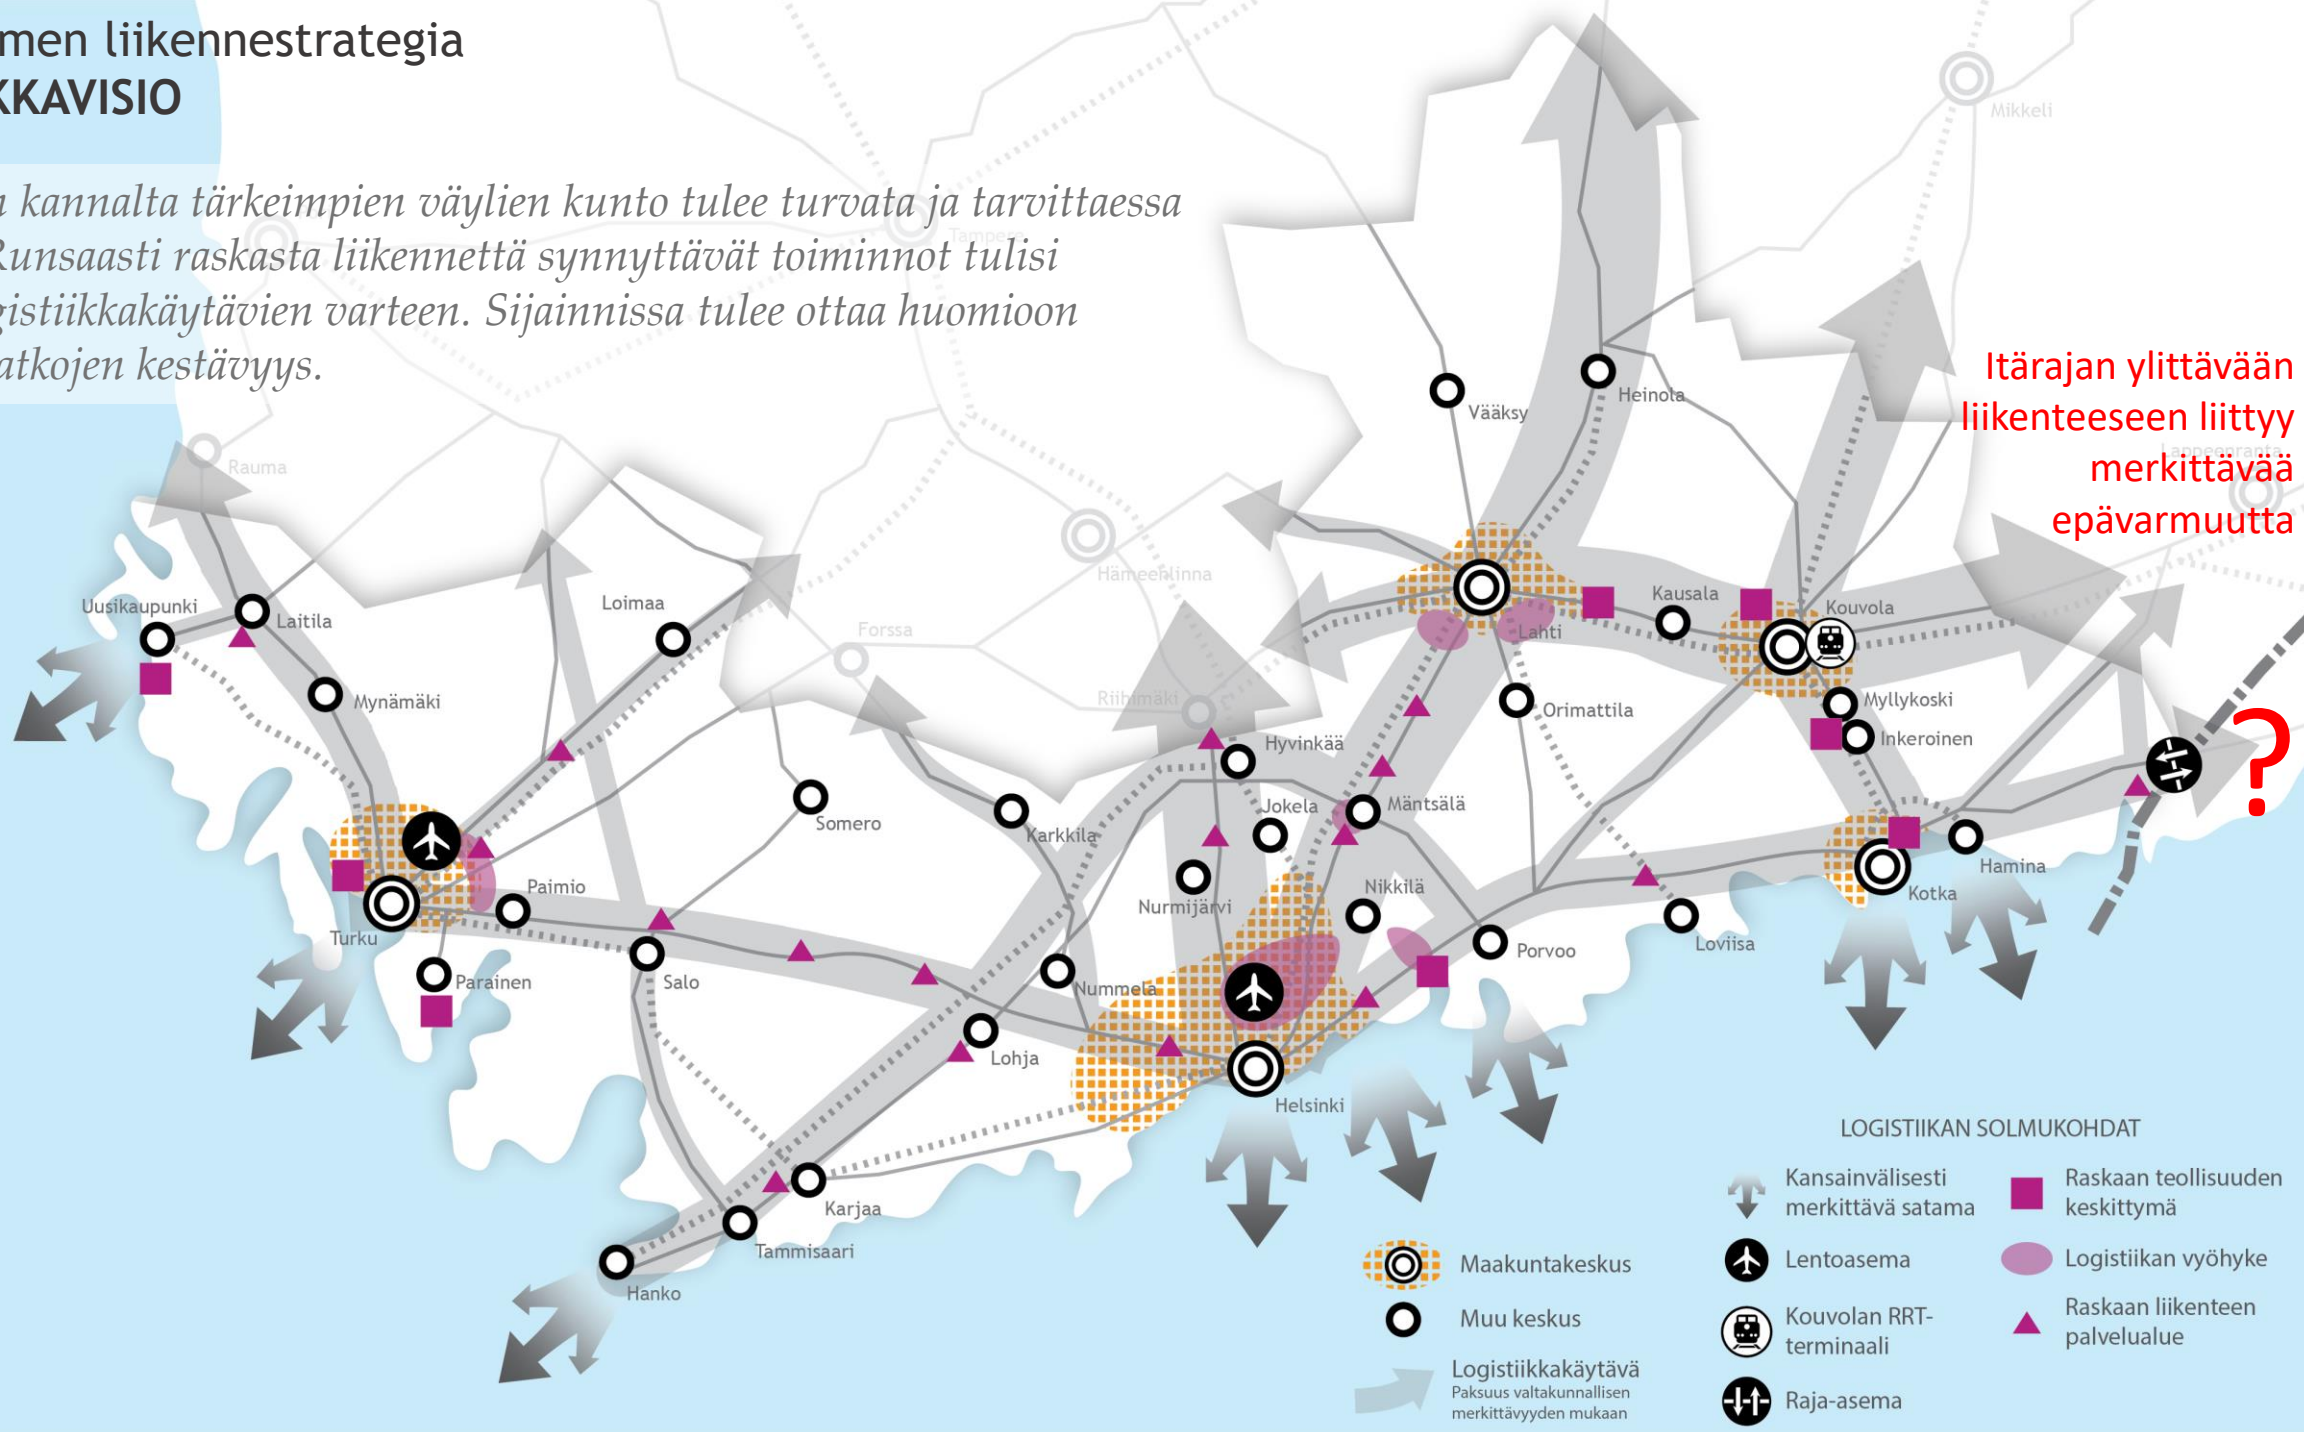 men liikennestrategia
KKAVISIO
n kannalta tärkeimpien väylien kunto tulee turvata ja tarvittaessa
Runsaasti raskasta liikennettä synnyttävät toiminnot tulisi
gistiikkakäytävien varteen. Sijainnissa tulee ottaa huomioon
atkojen kestävyys.
Mikkeli
Tampere
Itärajan ylittävään
liikenteeseen liittyy
merkittävää
epävarmuutta
Lappeenranta
Heinola
Vääksy
Rauma
Hämeenlinna
Uusikaupunki
Laitila
Loimaa
Forssa
Lahti
Kausala
Kouvola
Mynämäki
Riihimäki
Hyvinkää
Orimattila
Myllykoski
Inkeroinen
?
Somero
Karkkila
Jokela
Mäntsälä
Hamina
Kotka
Paimio
Nurmijärvi
Nikkilä
Turku
Parainen
Salo
Nummela
Porvoo
Loviisa
Lohja
Helsinki
Karjaa
Tammisaari
Hanko
LOGISTIIKAN SOLMUKOHDAT
Maakuntakeskus
Muu keskus
Logistiikkakäytävä
Paksuus valtakunnallisen
merkittävyyden mukaan
Kansainvälisesti
merkittävä satama
Lentoasema
Kouvolan RRT-
terminaali
Raja-asema
Raskaan teollisuuden
keskittymä
Logistiikan vyöhyke
Raskaan liikenteen
palvelualue